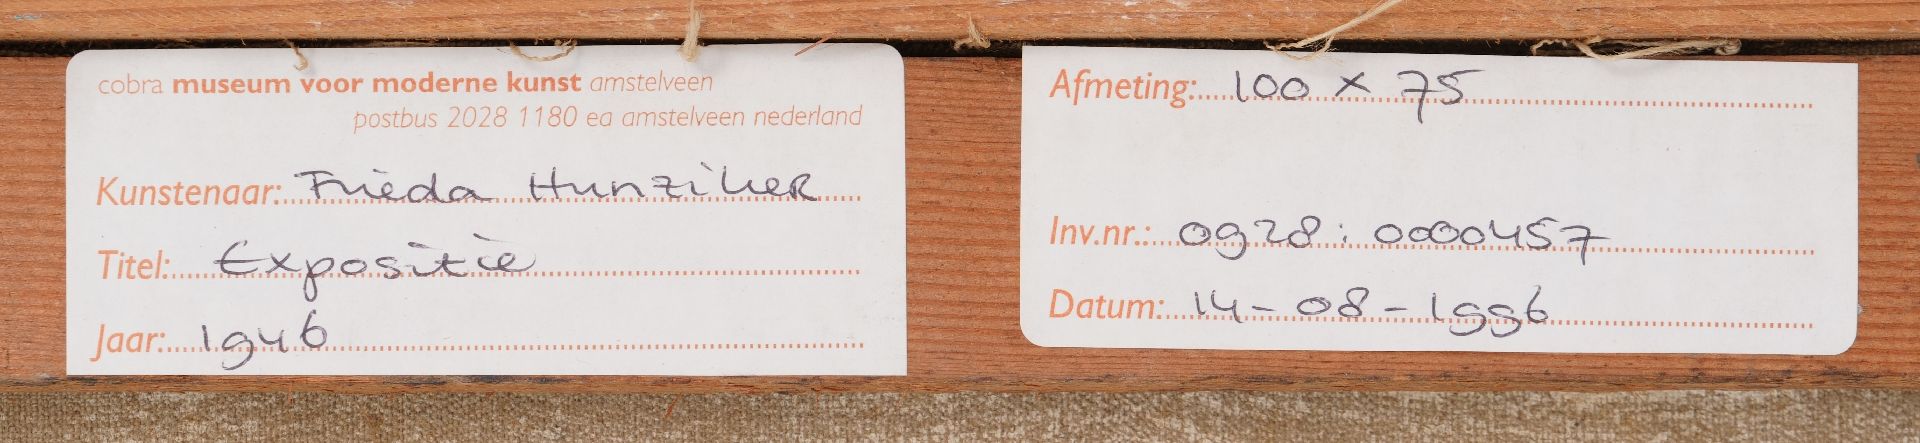 cobra museum voor moderne kunst amstelveen
postbus 2028 1180 ea amstelveen nederland
Kunstenaar: Frieda Hunziker
Titel: Expositie
Jaar: 1946
Afmeting: 100 x 75
Inv.nr.: 0928: 0000457
Datum: 14-08-1996